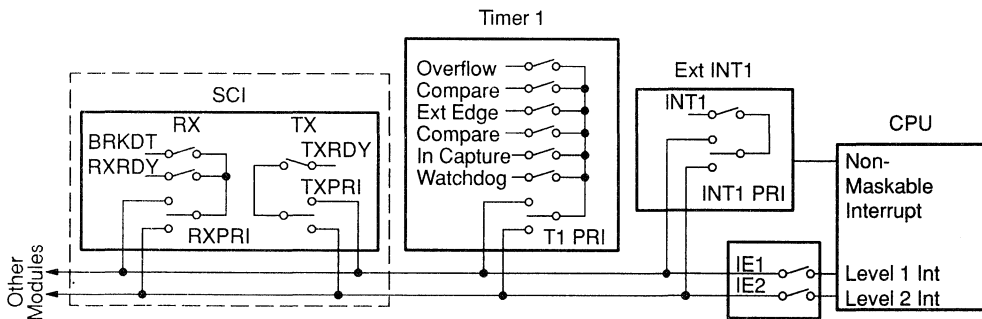 Timer 1
Overflow
Compare
Ext Edge
Compare
In Capture
Watchdog
T1 PRI
SCI
RX
TX
BRKDT
RXRDY
TXRDY
TXPRI
RXPRI
Ext INT1
INT1
INT1 PRI
CPU
Non-
Maskable
Interrupt
IE1
IE2
Level 1 Int
Level 2 Int
Other
Modules